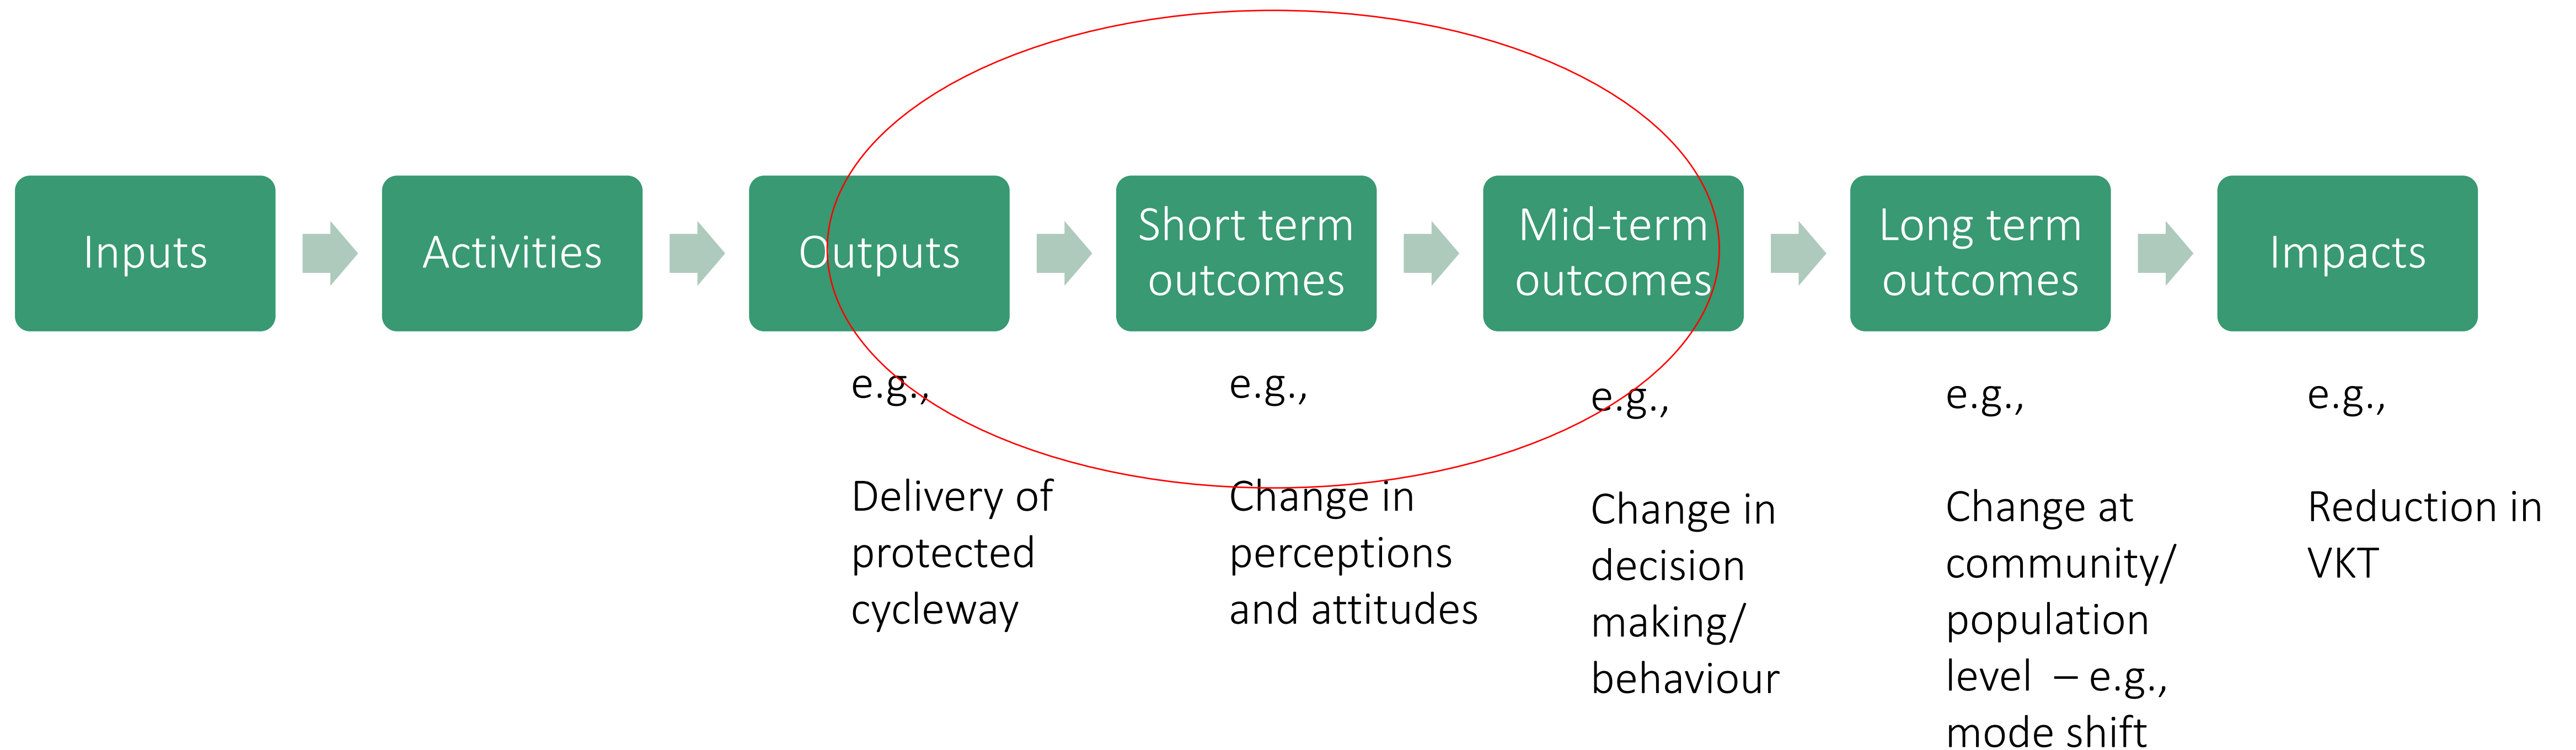 Inputs
Activities
Outputs
Short term
outcomes
Mid-term
outcomes
Long term
outcomes
Impacts
e.g.,
Delivery of
protected
cycleway
e.g.,
Change in
perceptions
and attitudes
e.g.,
Change in
decision
making/
behaviour
e.g.,
Change at
community/
population
level – e.g.,
mode shift
e.g.,
Reduction in
VKT